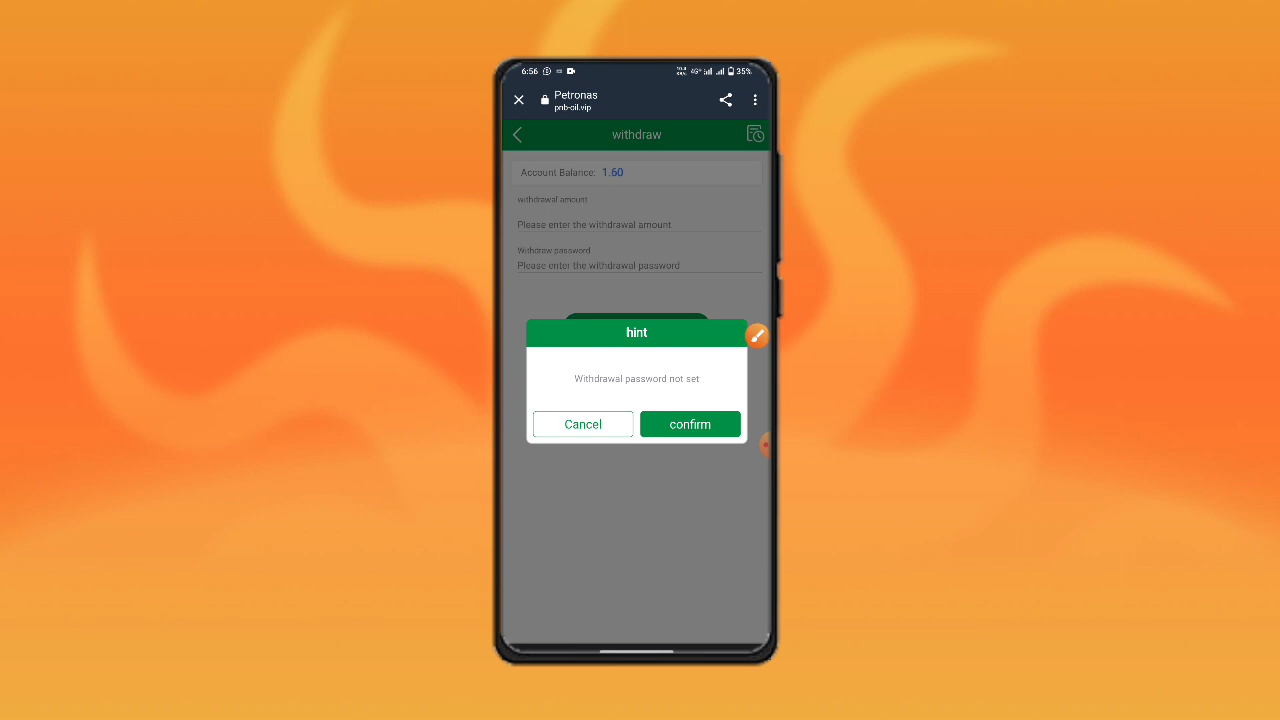 6:56 4G+ 35%
Petronas
pnb-oil.vip
withdraw
Account Balance: 1.60
withdrawal amount
Please enter the withdrawal amount
Withdraw password
Please enter the withdrawal password
hint
Withdrawal password not set
Cancel confirm